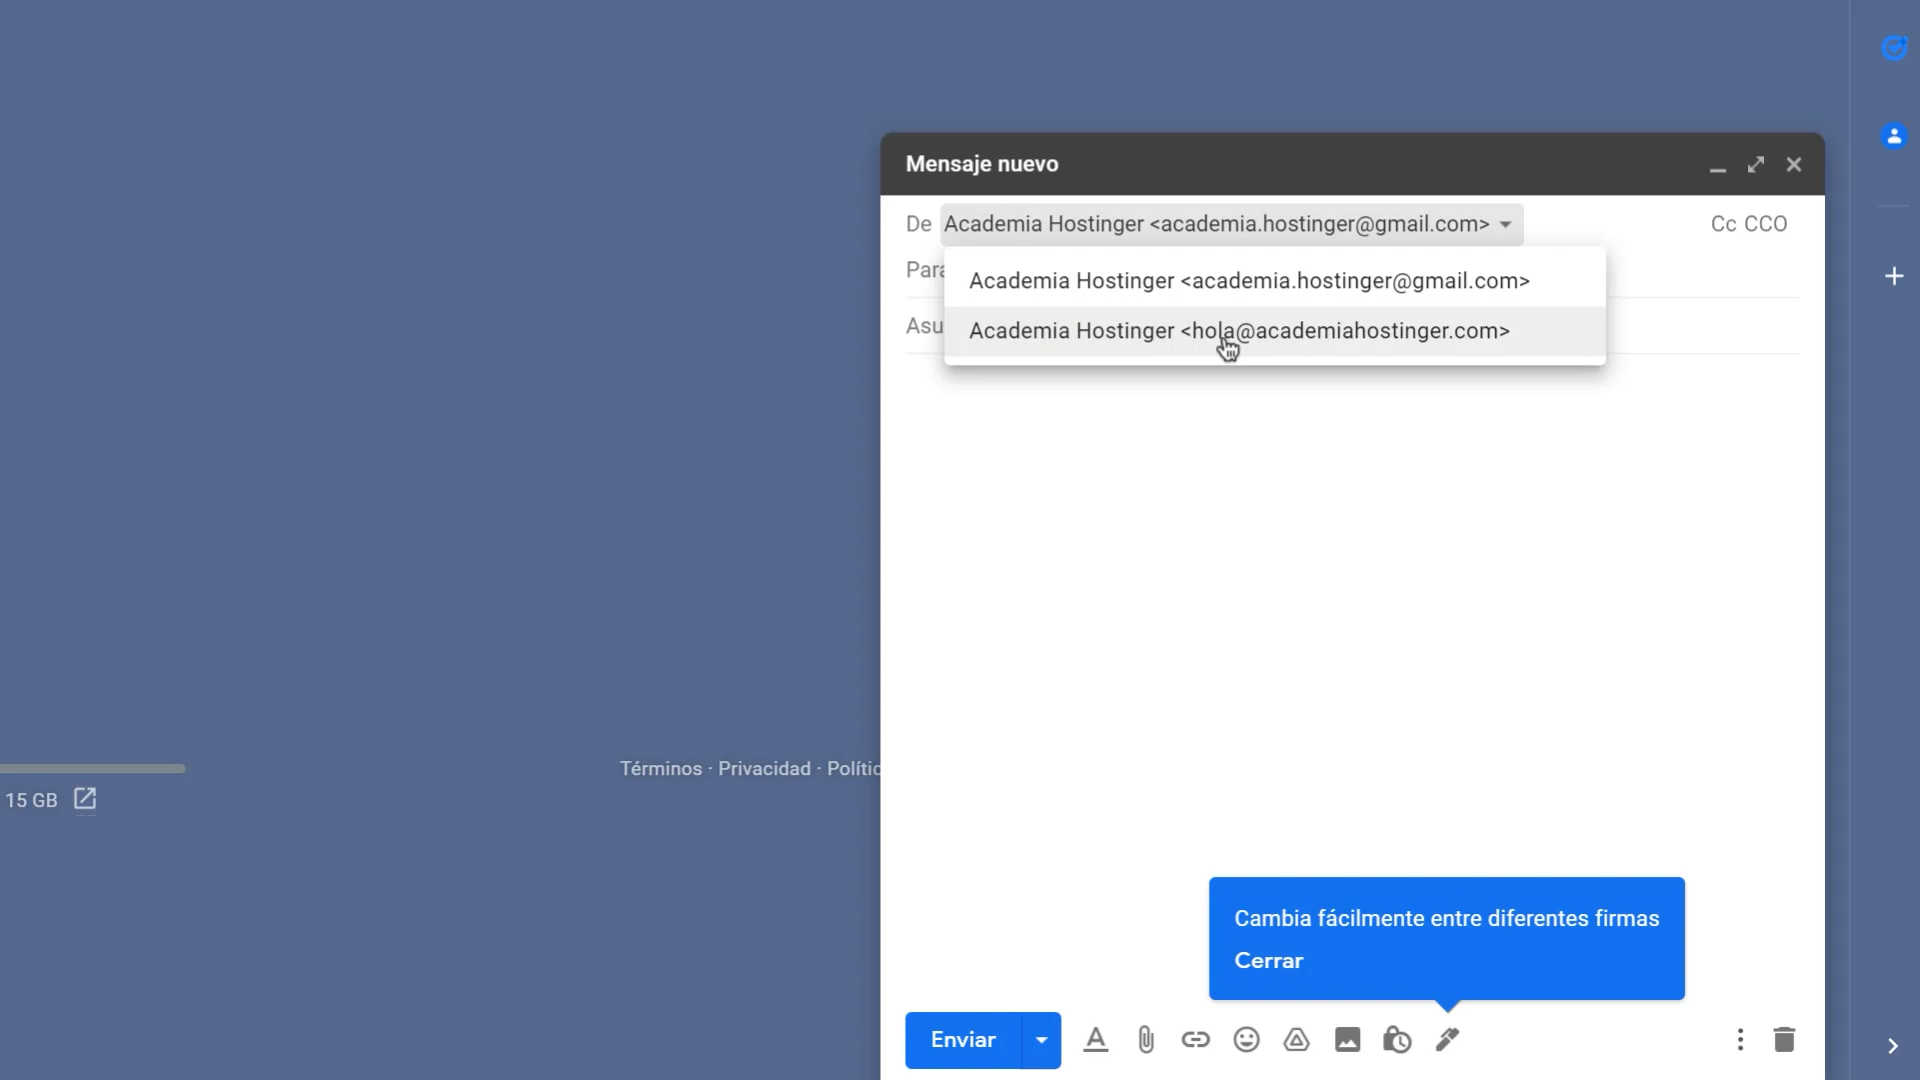 Mensaje nuevo
De Academia Hostinger <academia.hostinger@gmail.com> Cc CCO
Para
Academia Hostinger <academia.hostinger@gmail.com>
Asu
Academia Hostinger <hola@academiahostinger.com>
Términos · Privacidad · Polític
15 GB
Cambia fácilmente entre diferentes firmas
Cerrar
Enviar